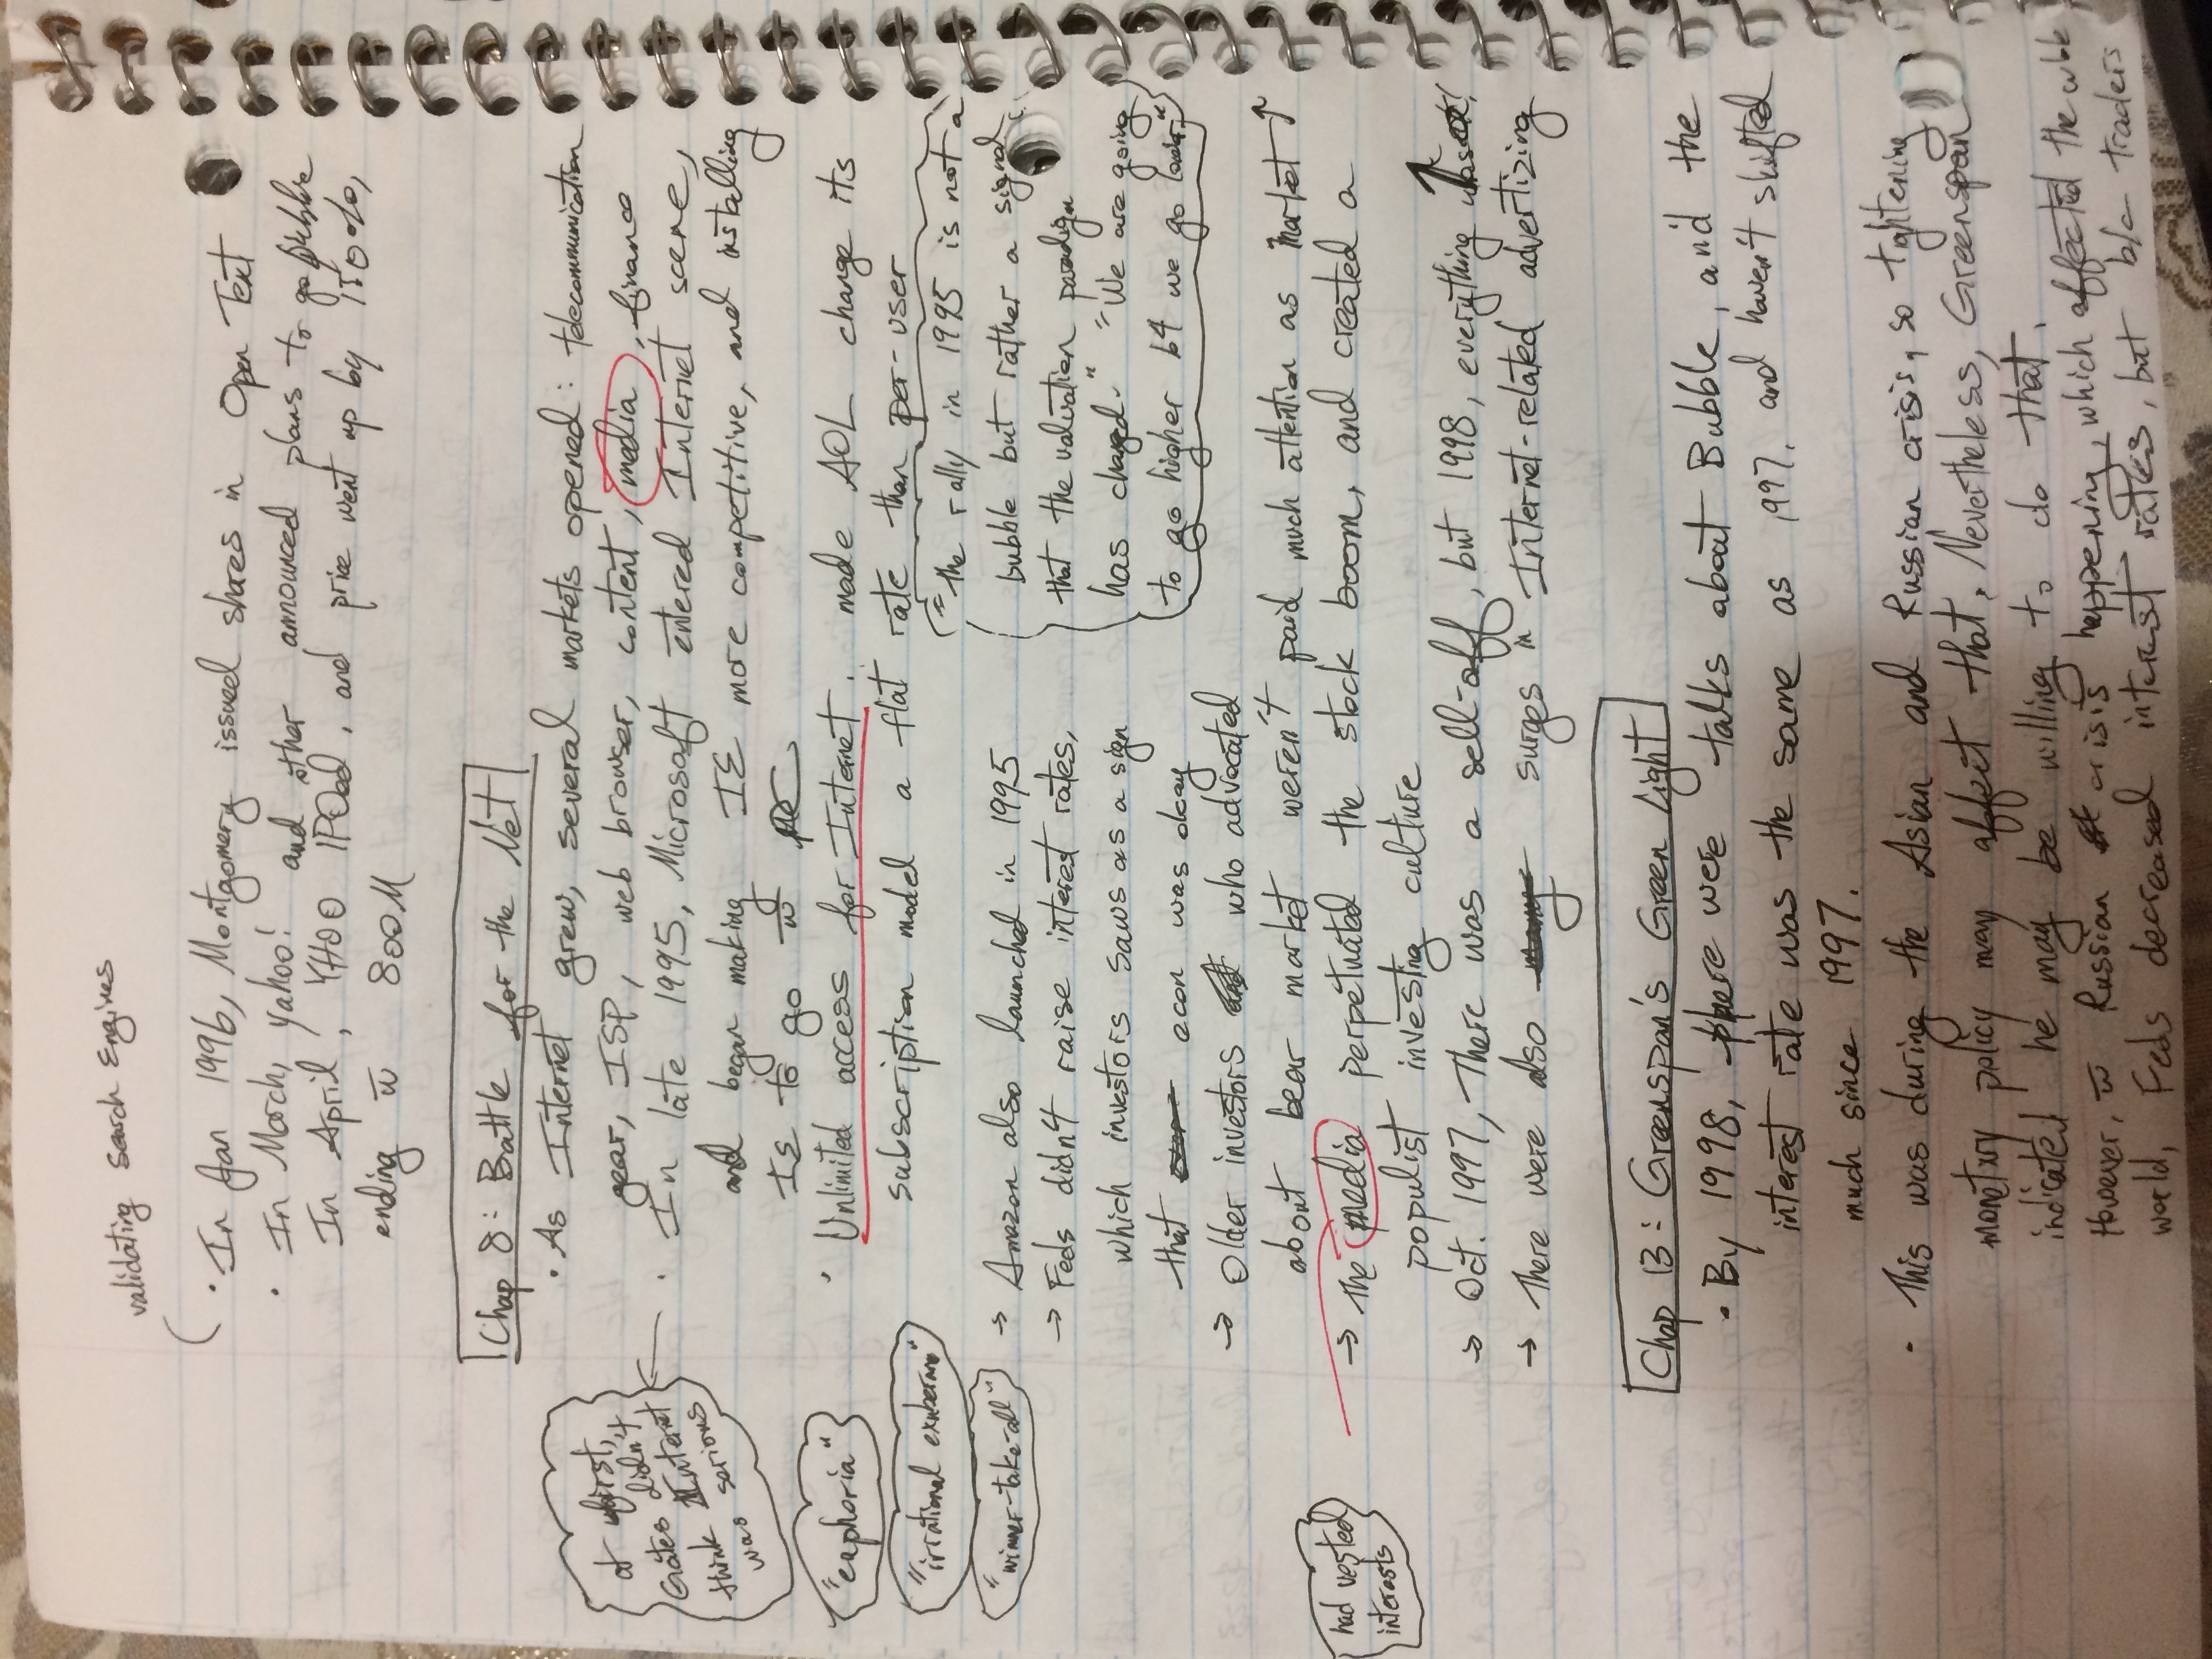 validating Search Engines
• In Jan 1996, Montgomery issued shares in Open Text
• In March, yahoo! and other announced plans to go public
In April, YHOO IPOed, and price went up by 150%,
ending w̅ 800M
Chap 8: Battle for the Net
• As Internet grew, several markets opened: telecommunication
gear, ISP, web browser, content, media, finance
• In late 1995, Microsoft entered Internet scene,
and began making IE more competitive, and installing
IE to go w̅ PC
at first,
Gates didn't
think Internet
was serious
• Unlimited access for Internet. made AOL change its
subscription model a flat rate than per-user
"euphoria"
"irrational exuberance"
"winner-take-all"
"the rally in 1995 is not a
bubble but rather a signal
that the valuation paradigm
has changed." "We are going
to go higher b4 we go lower."
→ Amazon also launched in 1995
→ Feds didn't raise interest rates,
which investors saws as a sign
that econ was okay
→ Older investors who advocated
about bear market weren't paid much attention as market ↑
→ The media perpetuated the stock boom, and created a
populist investing culture
had vested
interests
→ Oct. 1997, There was a sell-off, but 1998, everything was ↑!
→ There were also surges in Internet-related advertizing
Chap 13: Greenspan's Green Light
• By 1998, there were talks about Bubble, and the
interest rate was the same as 1997, and haven't shifted
much since 1997.
• This was during the Asian and Russian crisis, so tightening
monetary policy may affect that. Nevertheless, Greenspan
indicated he may be willing to do that.
However, w̅ Russian crisis happening, which affected the whole
world, Feds decreased interest rates, but b/c traders